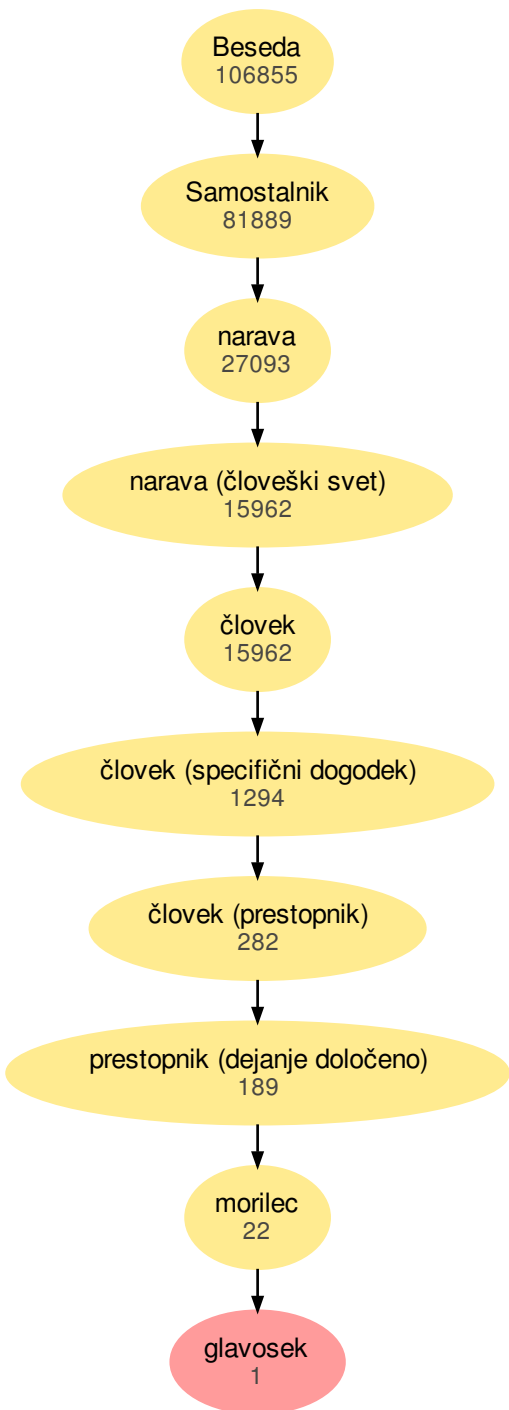 Beseda
106855
Samostalnik
81889
narava
27093
narava (človeški svet)
15962
človek
15962
človek (specifični dogodek)
1294
človek (prestopnik)
282
prestopnik (dejanje določeno)
189
morilec
22
glavosek
1